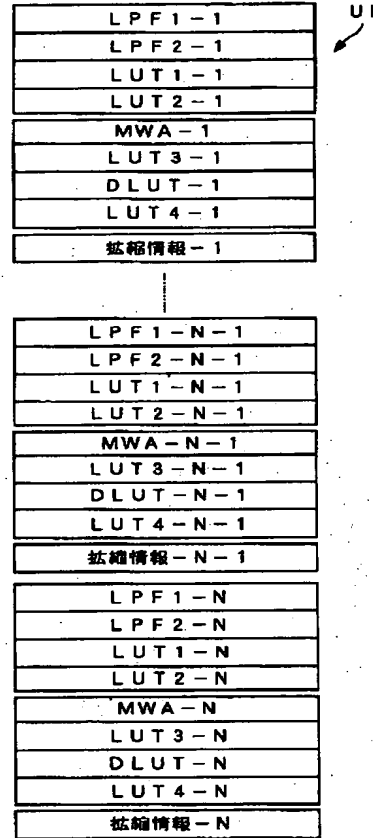 UI
LPF1-1
LPF2-1
LUT1-1
LUT2-1
MWA-1
LUT3-1
DLUT-1
LUT4-1
拡縮情報-1
LPF1-N-1
LPF2-N-1
LUT1-N-1
LUT2-N-1
MWA-N-1
LUT3-N-1
DLUT-N-1
LUT4-N-1
拡縮情報-N-1
LPF1-N
LPF2-N
LUT1-N
LUT2-N
MWA-N
LUT3-N
DLUT-N
LUT4-N
拡縮情報-N